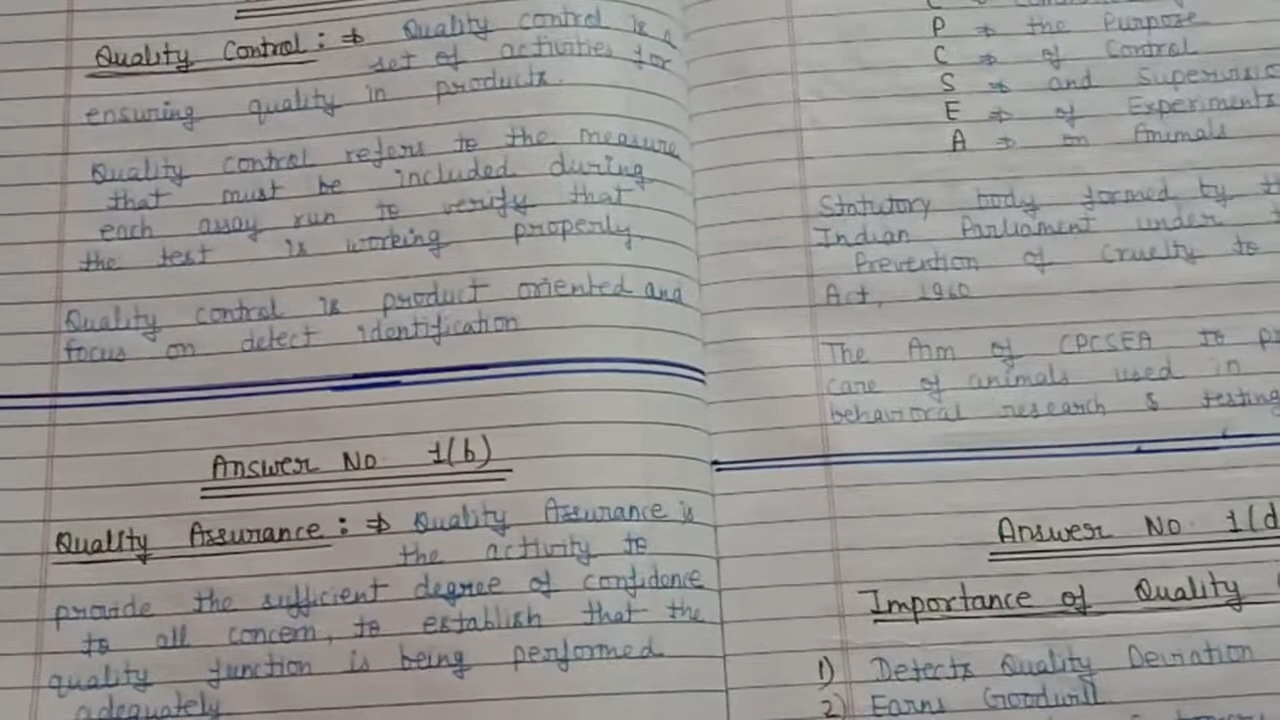 Quality Control : ⇒ Quality control is a
set of activities for
ensuring quality in products.
Quality control refers to the measure
that must be included during
each assay run to verify that
the test is working properly.
Quality control is product oriented and
focus on detect identification
Answer No 1(b)
Quality Assurance : ⇒ Quality Assurance is
the activity to
provide the sufficient degree of confidence
to all concern, to establish that the
quality function is being performed
adequately
P ⇒ the Purpose
C ⇒ of Control
S ⇒ and Supervisio
E ⇒ of Experiments
A ⇒ on Animals
Statutory body formed by th
Indian Parliament under
Prevention of Cruelty to
Act, 1960
The Aim of CPCSEA to p
care of animals used in
behavioral research & testing
Answer No 1(d
Importance of Quality
1) Detects Quality Deviation
2) Earns Goodwill